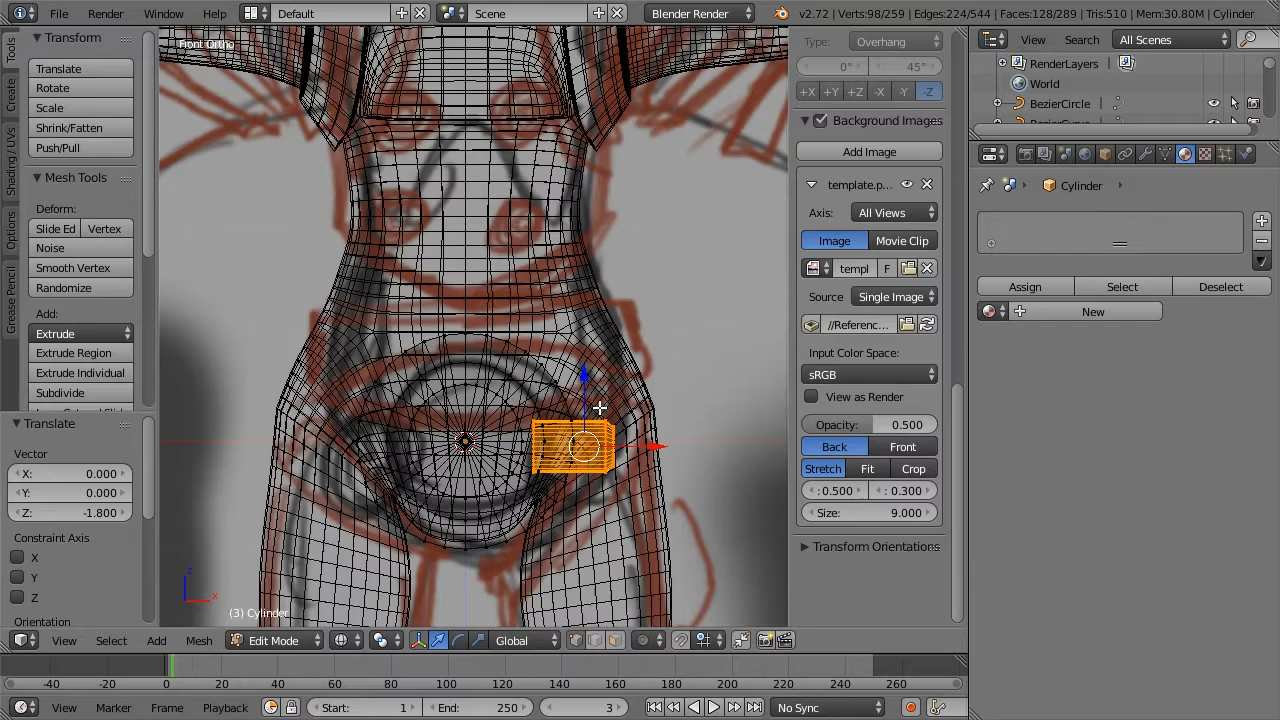 File Render Window Help Default Scene Blender Render v2.72 | Verts:98/259 | Edges:224/544 | Faces:128/289 | Tris:510 | Mem:30.80M | Cylinder
Tools
Create
Shading / UVs
Options
Grease Pencil
Transform
Translate
Rotate
Scale
Shrink/Fatten
Push/Pull
Mesh Tools
Deform:
Slide Ed Vertex
Noise
Smooth Vertex
Randomize
Add:
Extrude
Extrude Region
Extrude Individual
Subdivide
Translate
Vector
X: 0.000
Y: 0.000
Z: -1.800
Constraint Axis
X
Y
Z
Orientation
Front Ortho
z
x
(3) Cylinder
View Select Add Mesh Edit Mode Global
Type: Overhang
0° 45°
+X +Y +Z -X -Y -Z
Background Images
Add Image
template.p...
Axis: All Views
Image Movie Clip
templ F
Source Single Image
//Referenc...
Input Color Space:
sRGB
View as Render
Opacity: 0.500
Back Front
Stretch Fit Crop
: 0.500 : 0.300
Size: 9.000
Transform Orientations
View Search All Scenes
RenderLayers
World
BezierCircle
Cylinder
Assign Select Deselect
New
-40 -20 0 20 40 60 80 100 120 140 160 180 200 220 240 260
View Marker Frame Playback Start: 1 End: 250 3 No Sync